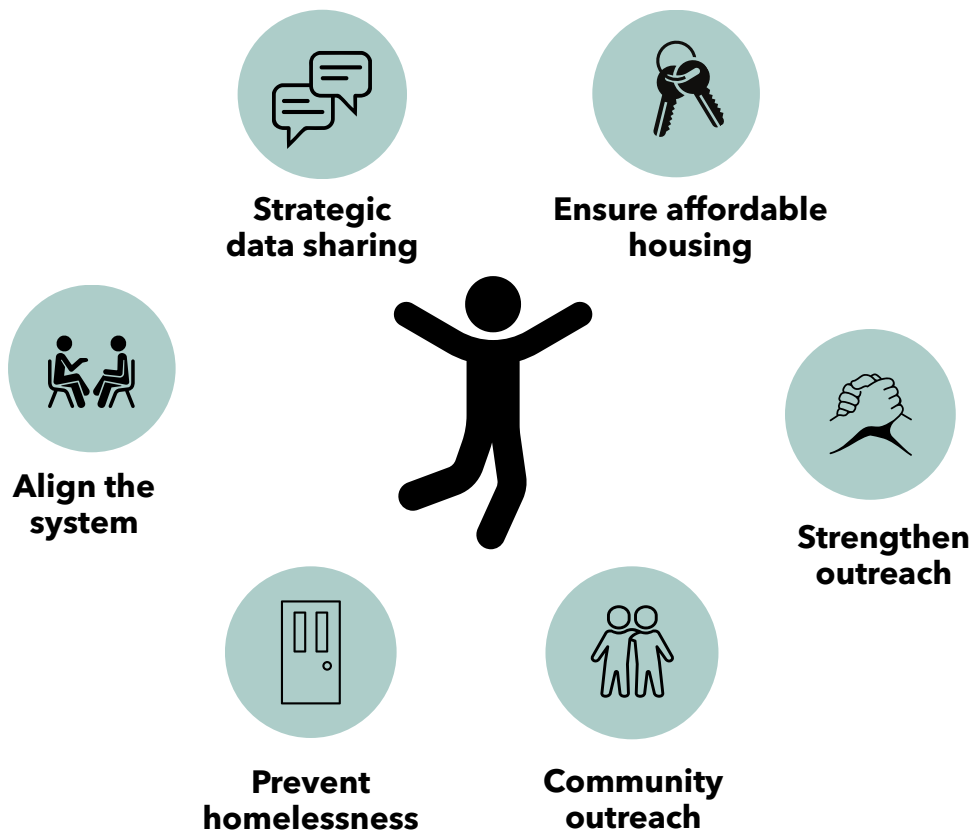 Strategic
data sharing
Ensure affordable
housing
Align the
system
Strengthen
outreach
Prevent
homelessness
Community
outreach